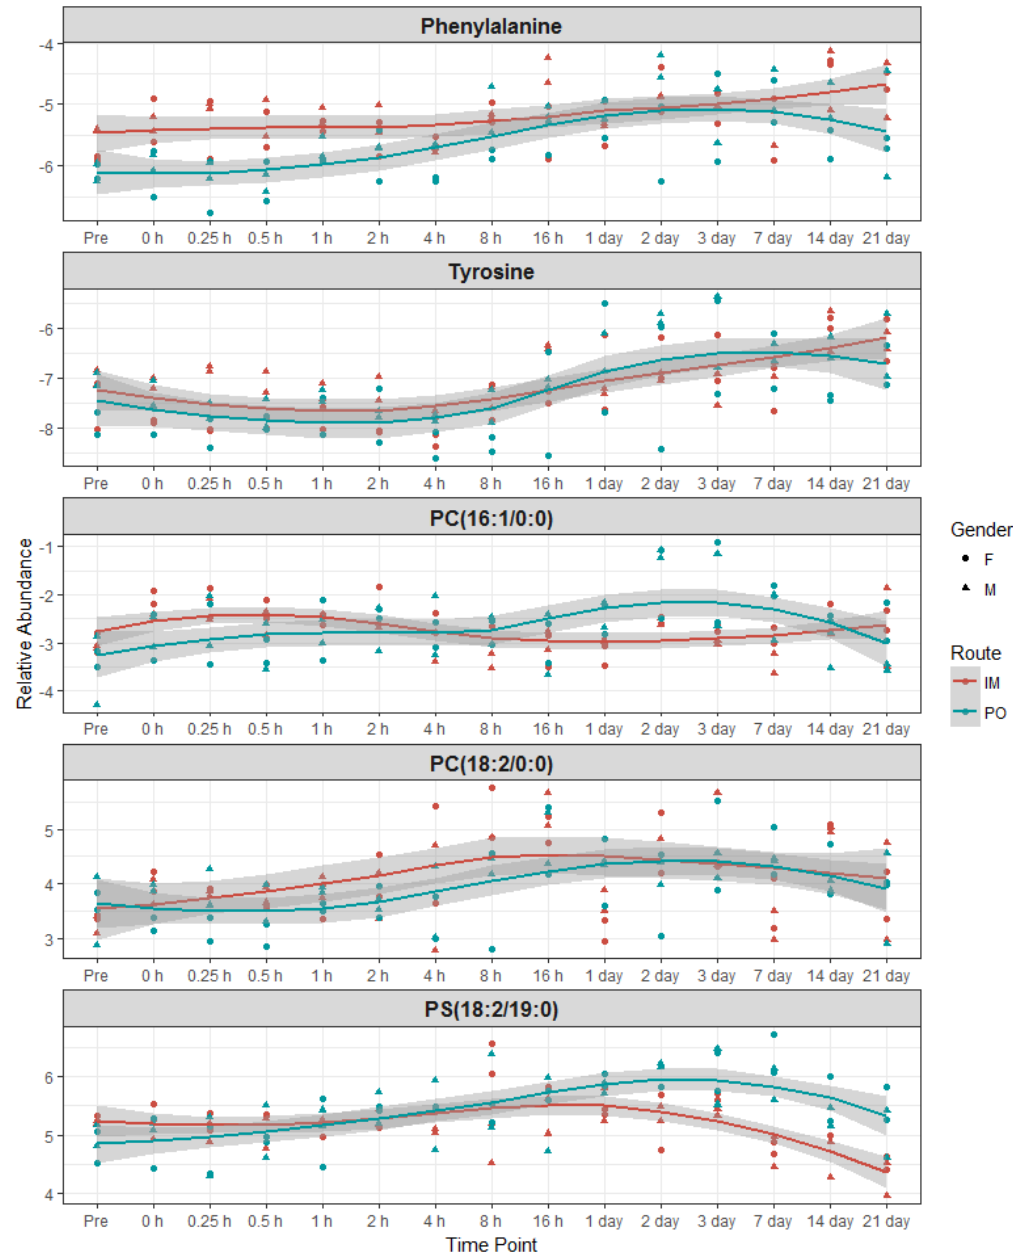 Phenylalanine
-4
-5
-6
Pre 0 h 0.25 h 0.5 h 1 h 2 h 4 h 8 h 16 h 1 day 2 day 3 day 7 day 14 day 21 day
Tyrosine
-6
-7
-8
Pre 0 h 0.25 h 0.5 h 1 h 2 h 4 h 8 h 16 h 1 day 2 day 3 day 7 day 14 day 21 day
PC(16:1/0:0)
-1
-2
-3
-4
Pre 0 h 0.25 h 0.5 h 1 h 2 h 4 h 8 h 16 h 1 day 2 day 3 day 7 day 14 day 21 day
PC(18:2/0:0)
5
4
3
Pre 0 h 0.25 h 0.5 h 1 h 2 h 4 h 8 h 16 h 1 day 2 day 3 day 7 day 14 day 21 day
PS(18:2/19:0)
6
5
4
Pre 0 h 0.25 h 0.5 h 1 h 2 h 4 h 8 h 16 h 1 day 2 day 3 day 7 day 14 day 21 day
Time Point
Relative Abundance
Gender
F
M
Route
IM
PO